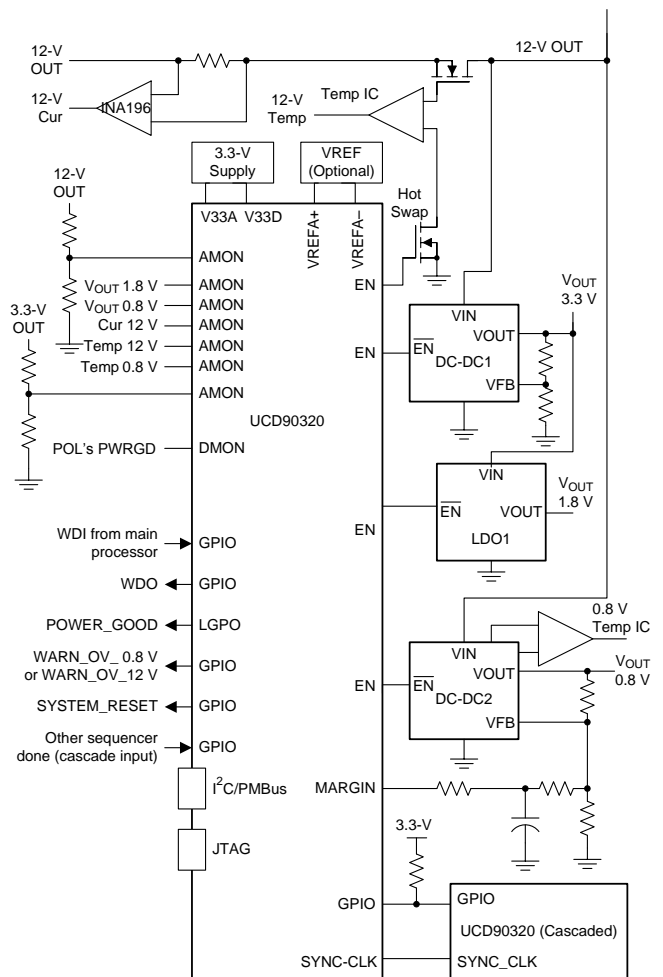 12-V
OUT
12-V
Cur
INA196
12-V
Temp
Temp IC
12-V OUT
3.3-V
Supply
VREF
(Optional)
Hot
Swap
12-V
OUT
V33A V33D
VREFA+
VREFA–
AMON
VOUT 1.8 V
AMON
VOUT 0.8 V
AMON
Cur 12 V
AMON
Temp 12 V
AMON
Temp 0.8 V
AMON
3.3-V
OUT
AMON
UCD90320
POL's PWRGD
DMON
WDI from main
processor
GPIO
WDO
GPIO
POWER_GOOD
LGPO
WARN_OV_ 0.8 V
or WARN_OV_12 V
GPIO
SYSTEM_RESET
GPIO
Other sequencer
done (cascade input)
GPIO
I2C/PMBus
JTAG
EN
EN
EN
EN
MARGIN
GPIO
SYNC-CLK
VIN
VOUT
EN
DC-DC1
VFB
VOUT
3.3 V
VIN
EN
VOUT
LDO1
VOUT
1.8 V
VIN
VOUT
EN
DC-DC2
VFB
0.8 V
Temp IC
VOUT
0.8 V
3.3-V
GPIO
UCD90320 (Cascaded)
SYNC_CLK